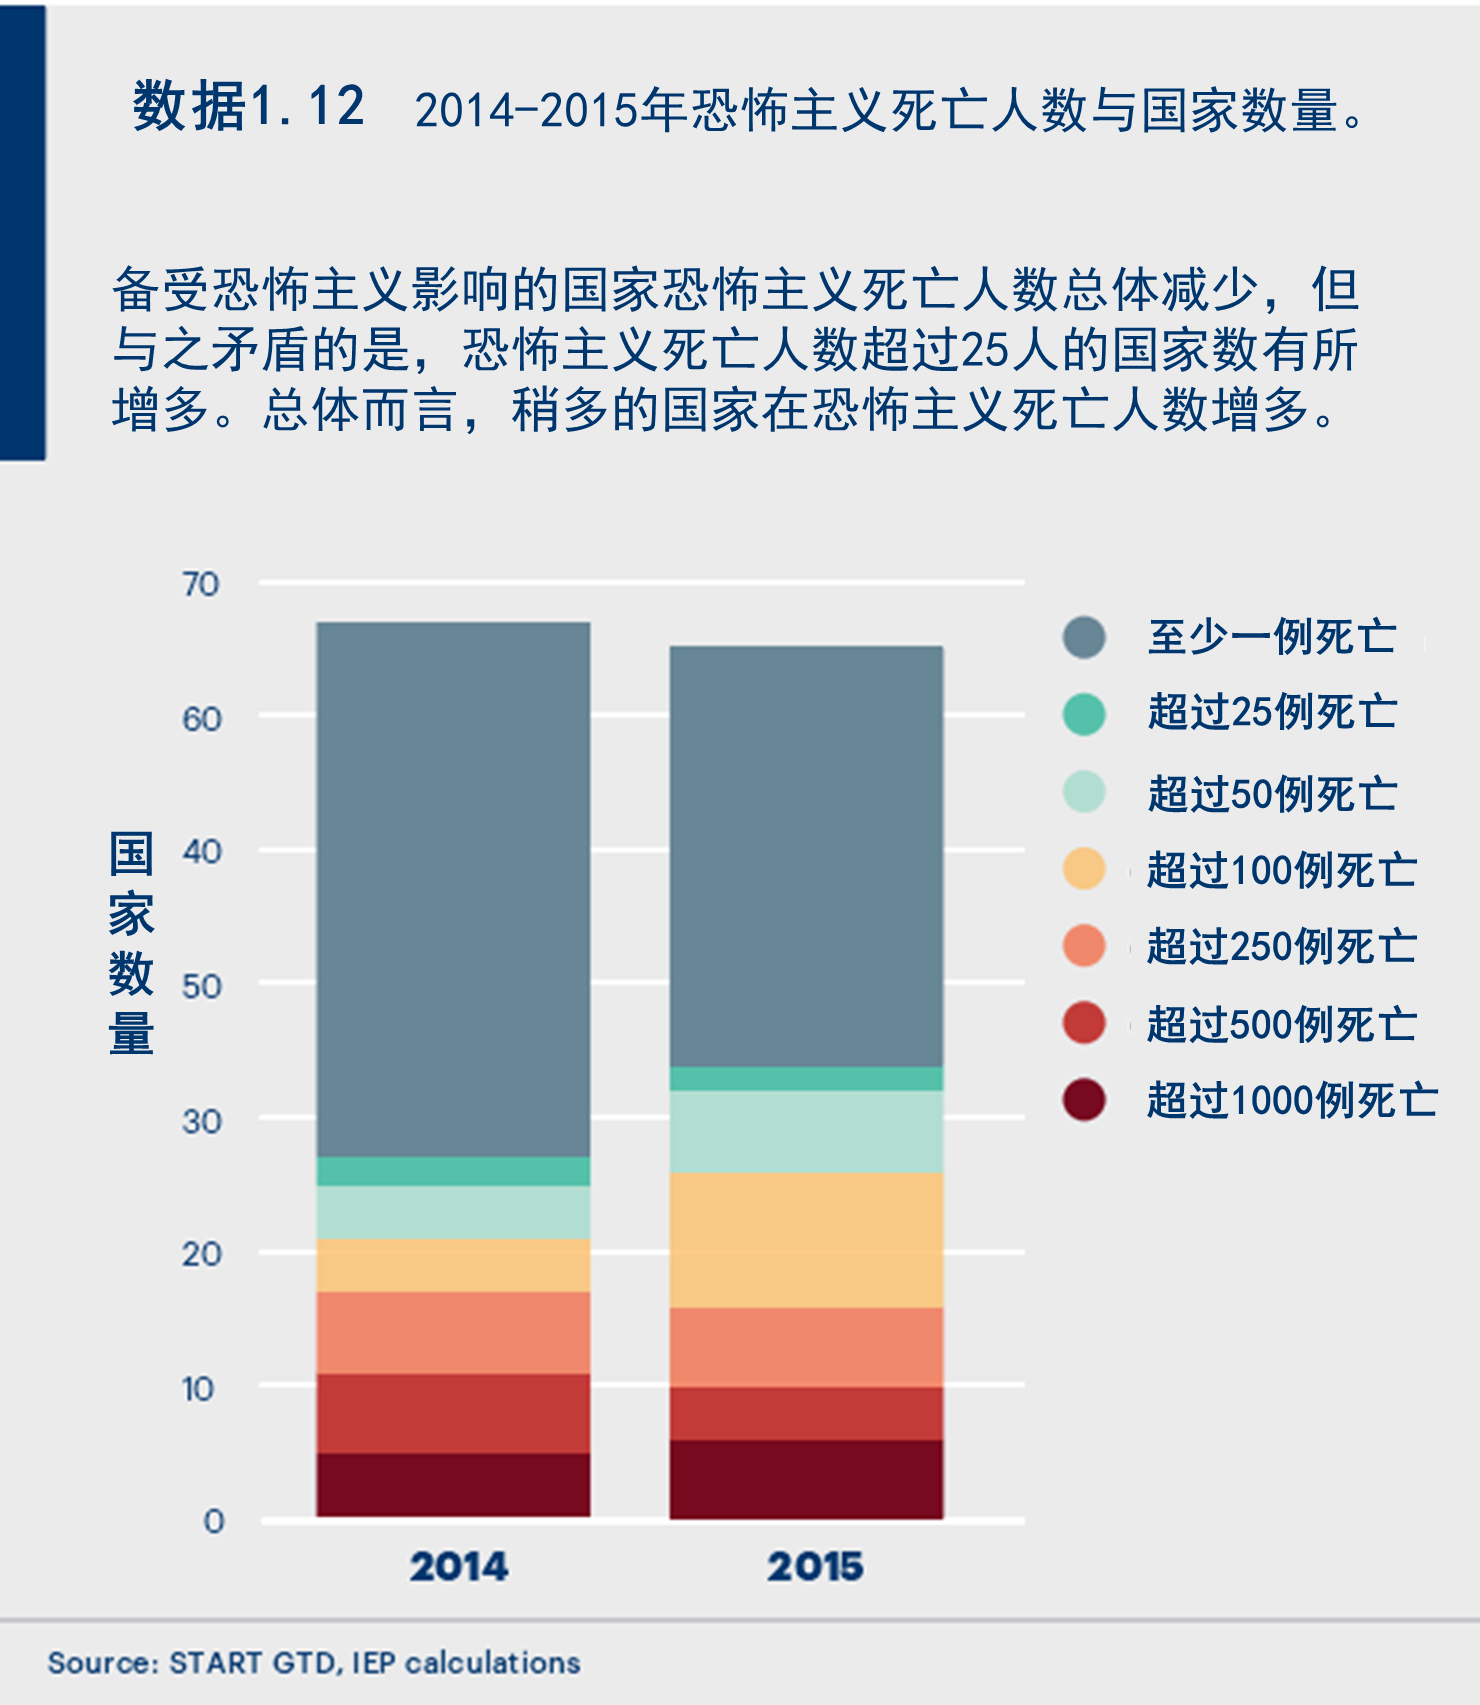 数据1.12 2014-2015年恐怖主义死亡人数与国家数量。
备受恐怖主义影响的国家恐怖主义死亡人数总体减少，但
与之矛盾的是，恐怖主义死亡人数超过25人的国家数有所
增多。总体而言，稍多的国家在恐怖主义死亡人数增多。
70
60
40
50
30
20
10
0
国家数量
2014
2015
至少一例死亡
超过25例死亡
超过50例死亡
超过100例死亡
超过250例死亡
超过500例死亡
超过1000例死亡
Source: START GTD, IEP calculations